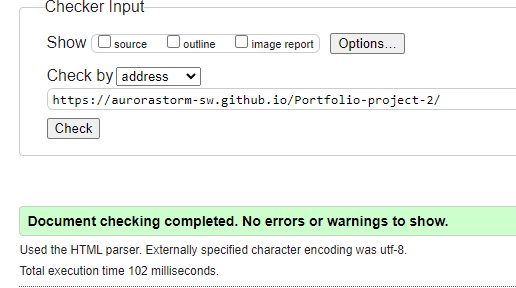 Checker Input
Show source outline image report Options...
Check by address
https://aurorastorm-sw.github.io/Portfolio-project-2/
Check
Document checking completed. No errors or warnings to show.
Used the HTML parser. Externally specified character encoding was utf-8.
Total execution time 102 milliseconds.